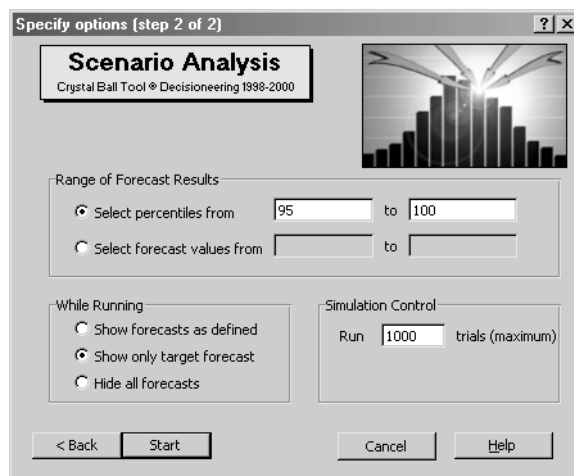 Specify options (step 2 of 2)
Scenario Analysis
Crystal Ball Tool ® Decisioneering 1998-2000
Range of Forecast Results
Select percentiles from 95 to 100
Select forecast values from to
While Running
Show forecasts as defined
Show only target forecast
Hide all forecasts
Simulation Control
Run 1000 trials (maximum)
< Back Start Cancel Help